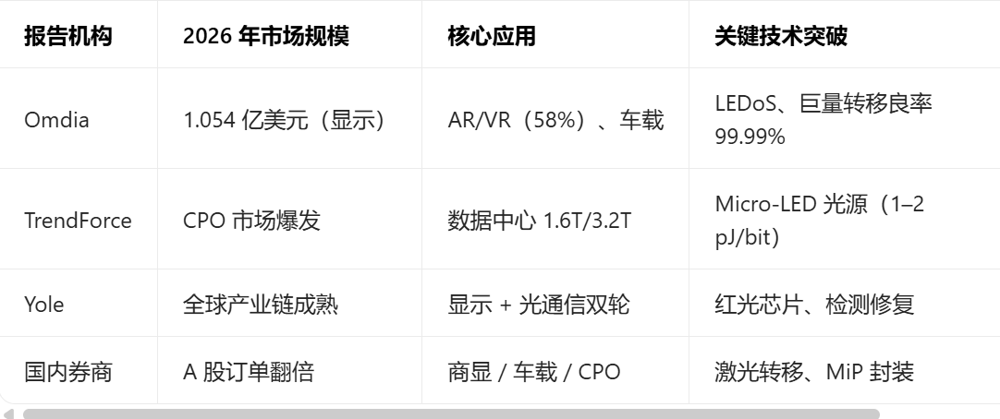 报告机构 2026 年市场规模 核心应用 关键技术突破
Omdia 1.054 亿美元（显示） AR/VR（58%）、车载 LEDoS、巨量转移良率
99.99%
TrendForce CPO 市场爆发 数据中心 1.6T/3.2T Micro-LED 光源（1–2
pJ/bit）
Yole 全球产业链成熟 显示 + 光通信双轮 红光芯片、检测修复
国内券商 A 股订单翻倍 商显 / 车载 / CPO 激光转移、MiP 封装